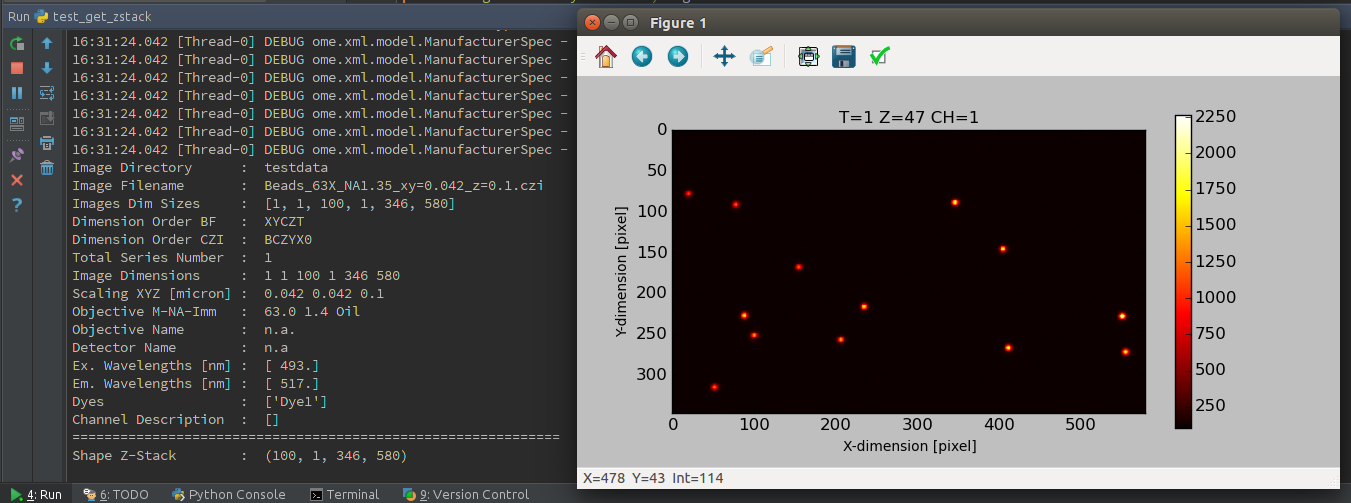 Run test_get_zstack
16:31:24.042 [Thread-0] DEBUG ome.xml.model.ManufacturerSpec -
16:31:24.042 [Thread-0] DEBUG ome.xml.model.ManufacturerSpec -
16:31:24.042 [Thread-0] DEBUG ome.xml.model.ManufacturerSpec -
16:31:24.042 [Thread-0] DEBUG ome.xml.model.ManufacturerSpec -
16:31:24.042 [Thread-0] DEBUG ome.xml.model.ManufacturerSpec -
16:31:24.042 [Thread-0] DEBUG ome.xml.model.ManufacturerSpec -
16:31:24.042 [Thread-0] DEBUG ome.xml.model.ManufacturerSpec -
Image Directory : testdata
Image Filename : Beads_63X_NA1.35_xy=0.042_z=0.1.czi
Images Dim Sizes : [1, 1, 100, 1, 346, 580]
Dimension Order BF : XYCZT
Dimension Order CZI : BCZYX0
Total Series Number : 1
Image Dimensions : 1 1 100 1 346 580
Scaling XYZ [micron] : 0.042 0.042 0.1
Objective M-NA-Imm : 63.0 1.4 Oil
Objective Name : n.a.
Detector Name : n.a
Ex. Wavelengths [nm] : [ 493.]
Em. Wavelengths [nm] : [ 517.]
Dyes : ['Dye1']
Channel Description : []
=============================================================
Shape Z-Stack : (100, 1, 346, 580)
4: Run 6: TODO Python Console Terminal 9: Version Control
Figure 1
T=1 Z=47 CH=1
0
50
100
150
200
250
300
Y-dimension [pixel]
0 100 200 300 400 500
X-dimension [pixel]
2250
2000
1750
1500
1250
1000
750
500
250
X=478 Y=43 Int=114